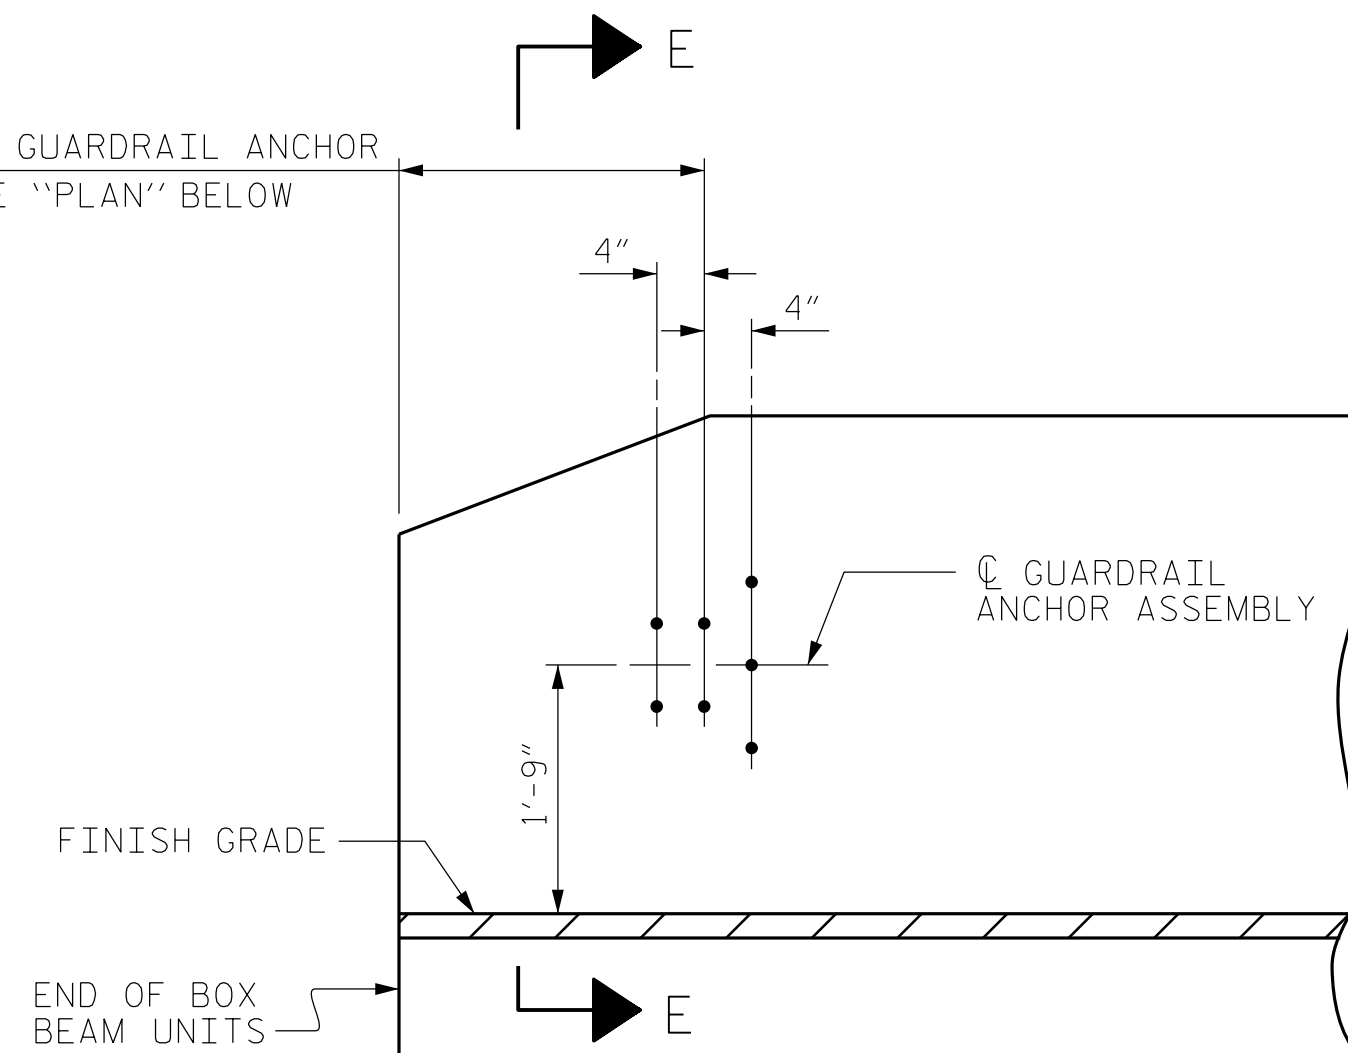 E
GUARDRAIL ANCHOR
"PLAN" BELOW
4"
4"
℄ GUARDRAIL
ANCHOR ASSEMBLY
1'-9"
FINISH GRADE
END OF BOX
BEAM UNITS
E